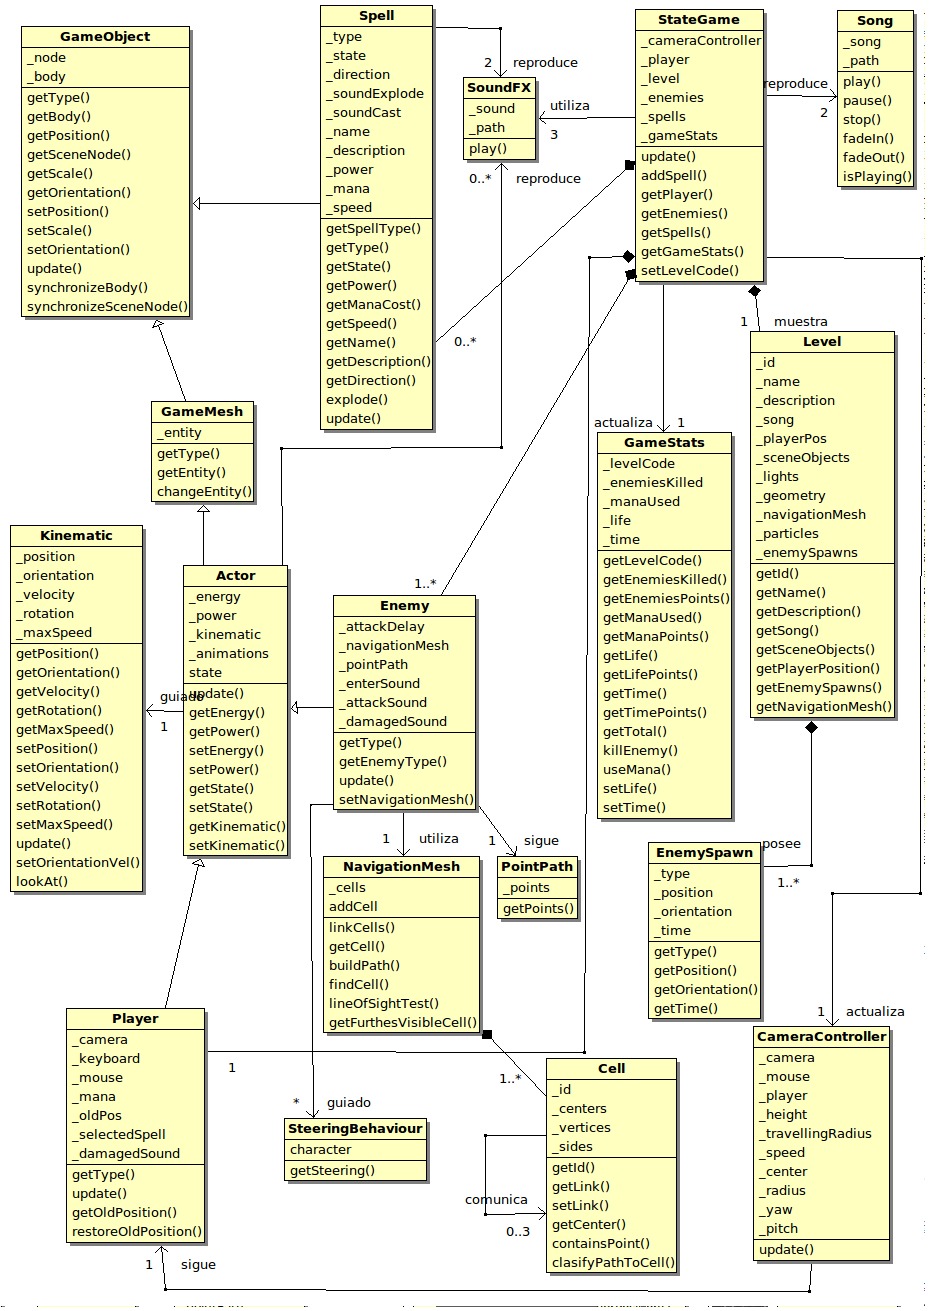 GameObject
_node
_body
getType()
getBody()
getPosition()
getSceneNode()
getScale()
getOrientation()
setPosition()
setScale()
setOrientation()
update()
synchronizeBody()
synchronizeSceneNode()
Spell
_type
_state
_direction
_soundExplode
_soundCast
_name
_description
_power
_mana
_speed
getSpellType()
getType()
getState()
getPower()
getManaCost()
getSpeed()
getName()
getDescription()
getDirection()
explode()
update()
2 reproduce
SoundFX
_sound
_path
play()
0..* reproduce
utiliza
3
StateGame
_cameraController
_player
_level
_enemies
_spells
_gameStats
update()
addSpell()
getPlayer()
getEnemies()
getSpells()
getGameStats()
setLevelCode()
reproduce
2
Song
_song
_path
play()
pause()
stop()
fadeIn()
fadeOut()
isPlaying()
0..*
1 muestra
Level
_id
_name
_description
_song
_playerPos
_sceneObjects
_lights
_geometry
_navigationMesh
_particles
_enemySpawns
getId()
getName()
getDescription()
getSong()
getSceneObjects()
getPlayerPosition()
getEnemySpawns()
getNavigationMesh()
actualiza 1
GameStats
_levelCode
_enemiesKilled
_manaUsed
_life
_time
getLevelCode()
getEnemiesKilled()
getEnemiesPoints()
getManaUsed()
getManaPoints()
getLife()
getLifePoints()
getTime()
getTimePoints()
getTotal()
killEnemy()
useMana()
setLife()
setTime()
GameMesh
_entity
getType()
getEntity()
changeEntity()
Kinematic
_position
_orientation
_velocity
_rotation
_maxSpeed
getPosition()
getOrientation()
getVelocity()
getRotation()
getMaxSpeed()
setPosition()
setOrientation()
setVelocity()
setRotation()
setMaxSpeed()
update()
setOrientationVel()
lookAt()
guiado
1
Actor
_energy
_power
_kinematic
_animations
state
update()
getEnergy()
getPower()
setEnergy()
setPower()
getState()
setState()
getKinematic()
setKinematic()
1..*
Enemy
_attackDelay
_navigationMesh
_pointPath
_enterSound
_attackSound
_damagedSound
getType()
getEnemyType()
update()
setNavigationMesh()
1 utiliza
1 sigue
NavigationMesh
_cells
addCell
linkCells()
getCell()
buildPath()
findCell()
lineOfSightTest()
getFurthesVisibleCell()
PointPath
_points
getPoints()
posee
1..*
EnemySpawn
_type
_position
_orientation
_time
getType()
getPosition()
getOrientation()
getTime()
Player
_camera
_keyboard
_mouse
_mana
_oldPos
_selectedSpell
_damagedSound
getType()
update()
getOldPosition()
restoreOldPosition()
1
* guiado
SteeringBehaviour
character
getSteering()
1..*
Cell
_id
_centers
_vertices
_sides
getId()
getLink()
setLink()
getCenter()
containsPoint()
clasifyPathToCell()
comunica
0..3
1 actualiza
CameraController
_camera
_mouse
_player
_height
_travellingRadius
_speed
_center
_radius
_yaw
_pitch
update()
1 sigue